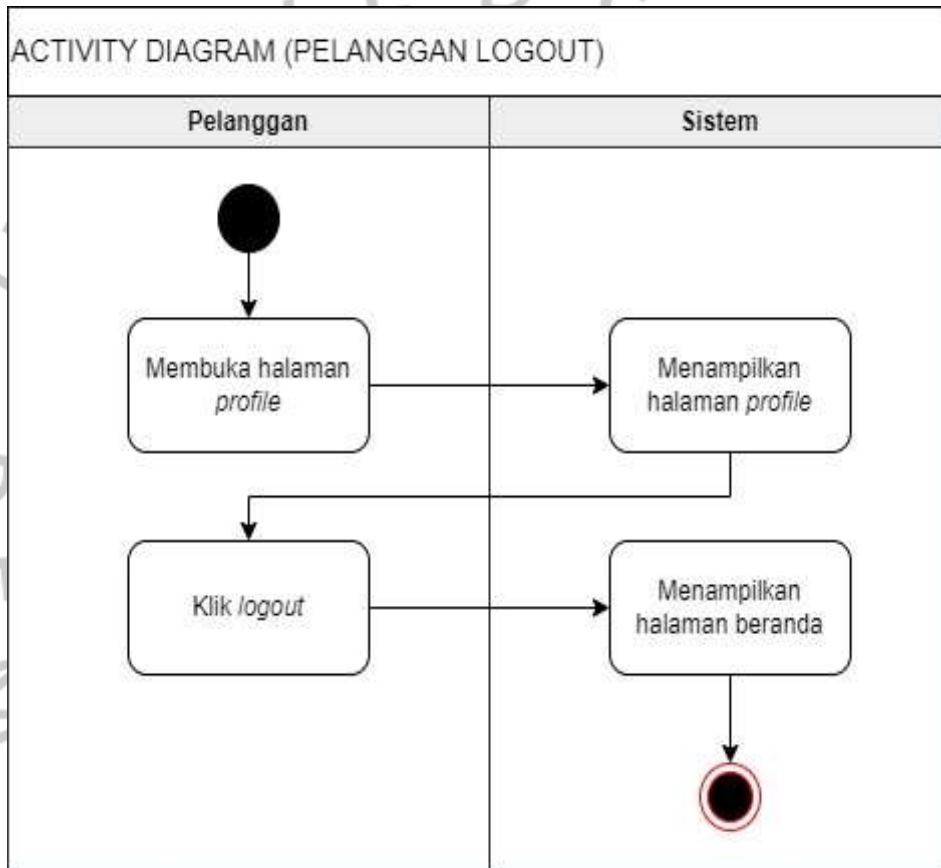 ACTIVITY DIAGRAM (PELANGGAN LOGOUT)
Pelanggan
Sistem
Membuka halaman
profile
Menampilkan
halaman profile
Klik logout
Menampilkan
halaman beranda